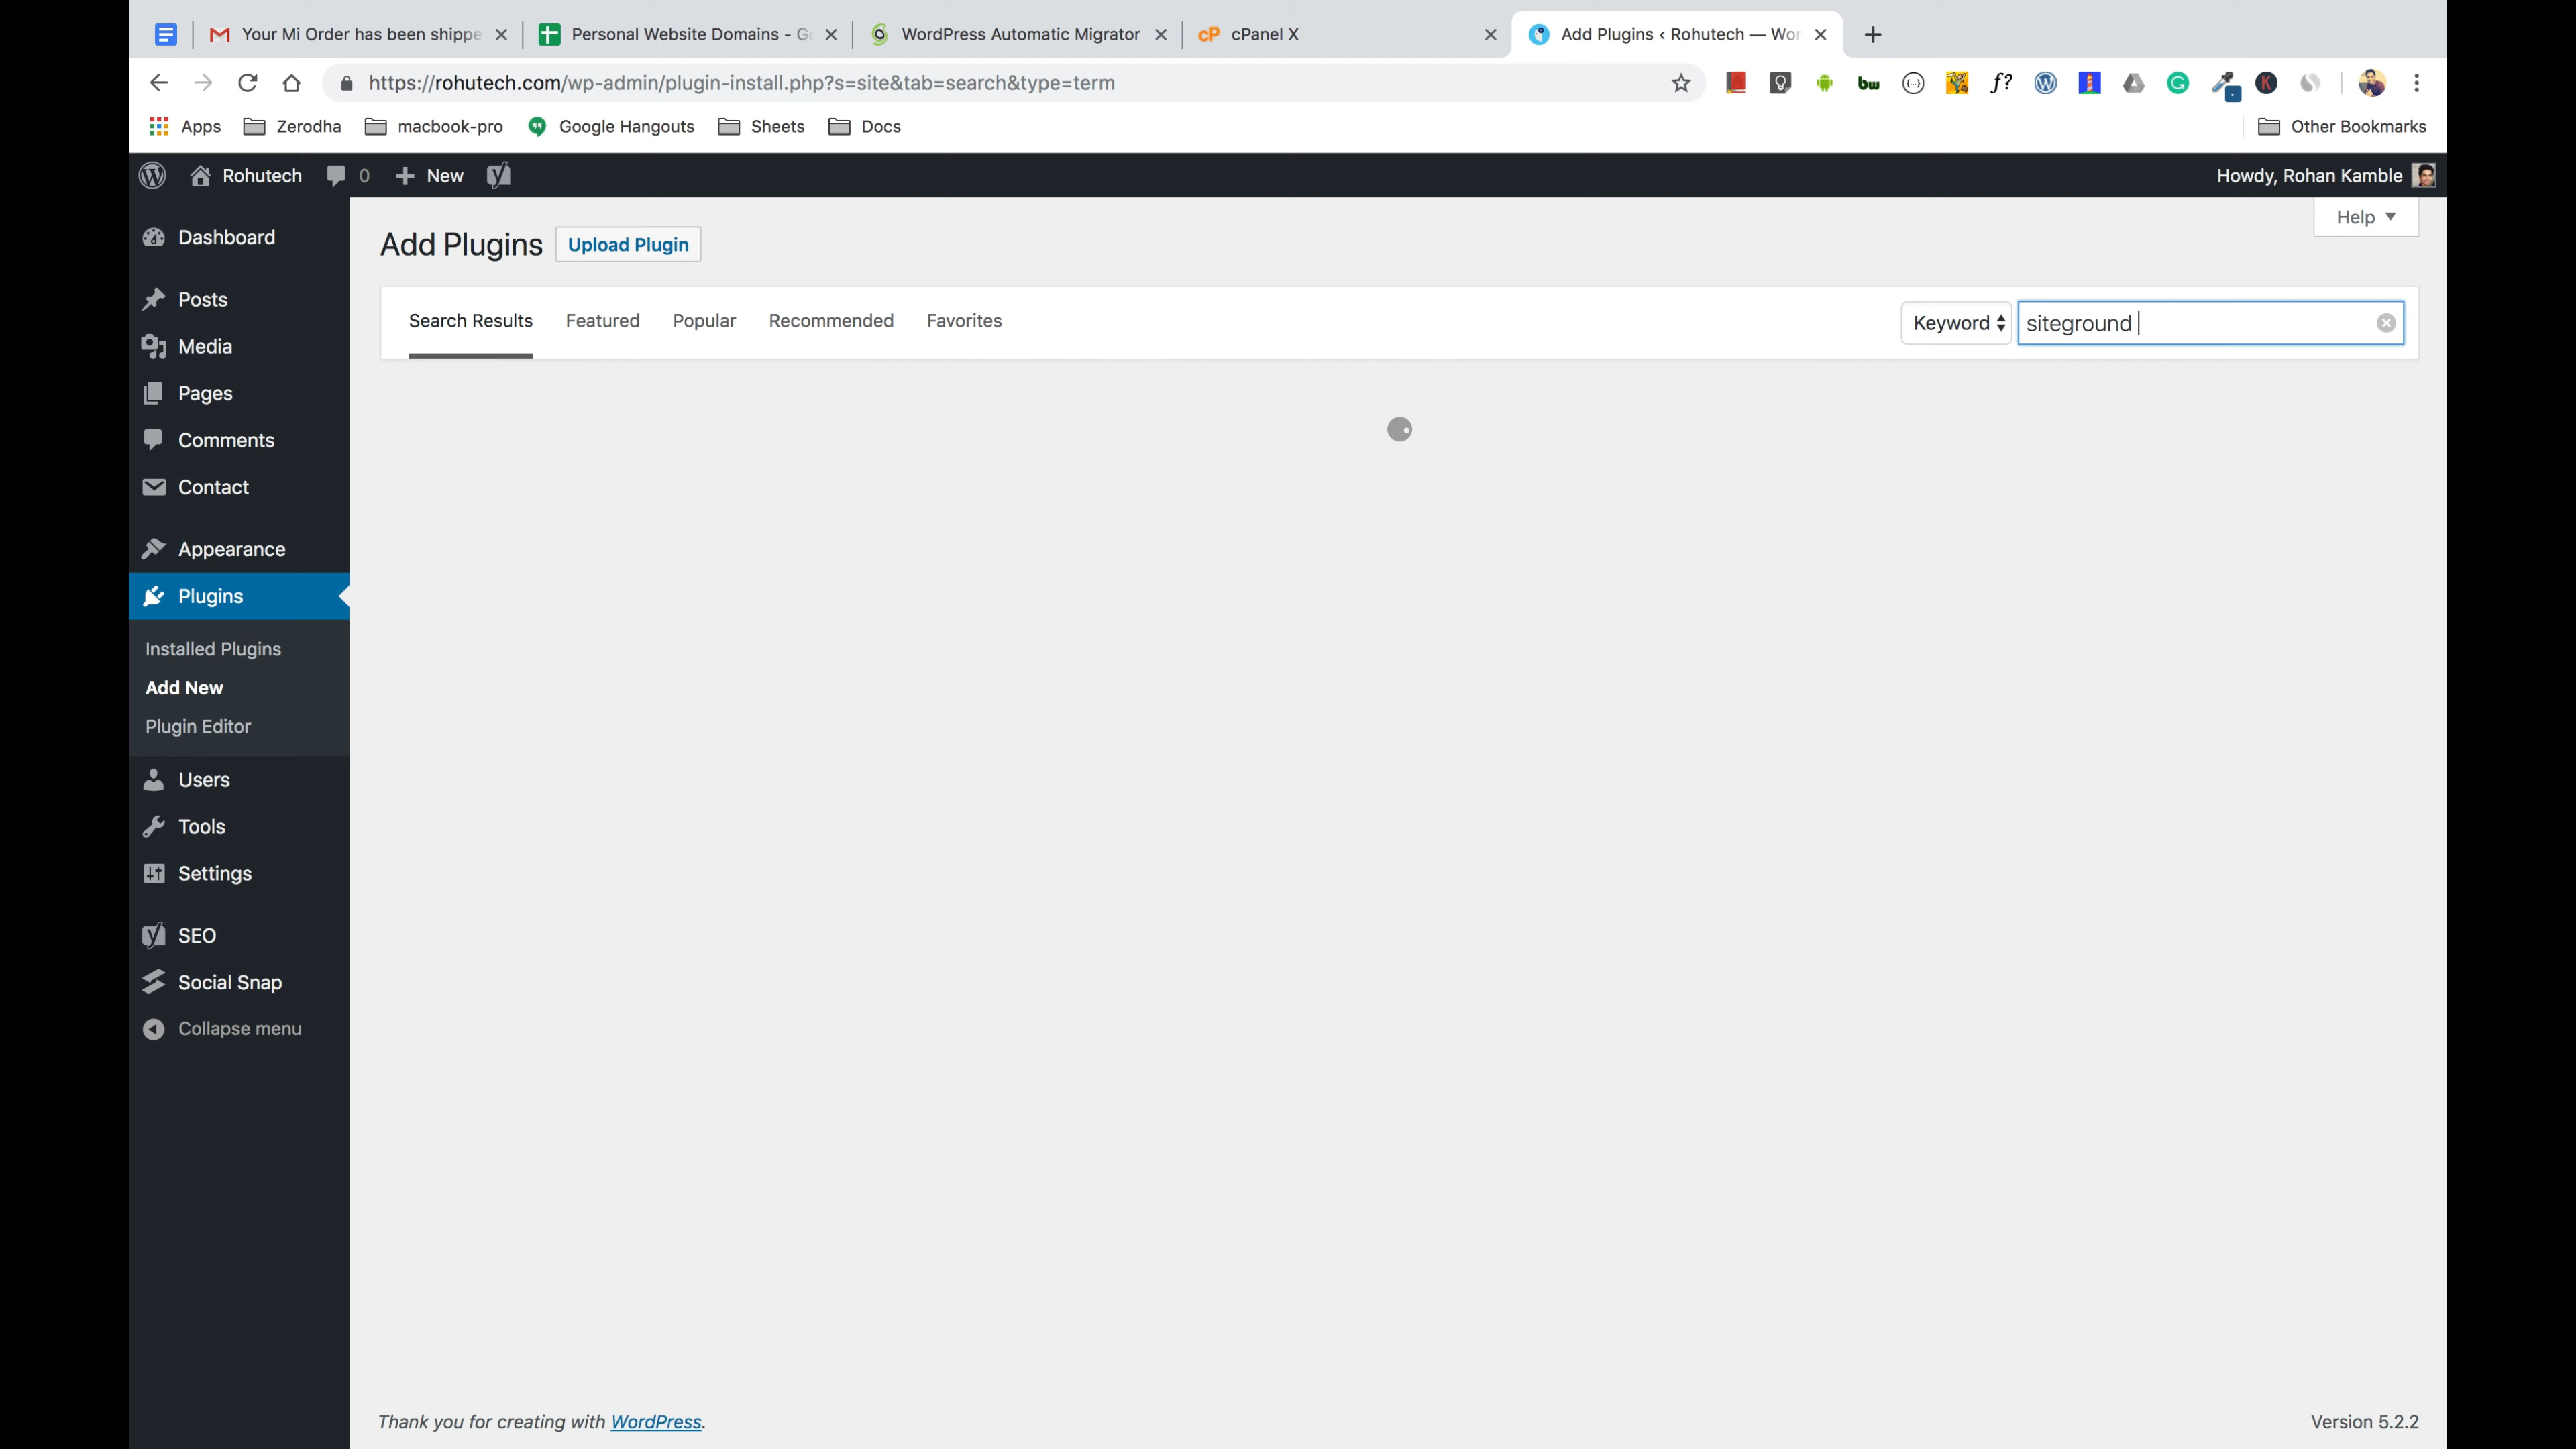 Your Mi Order has been shippe
Personal Website Domains - Go
WordPress Automatic Migrator
cP cPanel X
Add Plugins ‹ Rohutech — Wor
https://rohutech.com/wp-admin/plugin-install.php?s=site&tab=search&type=term
bw
f?
G
K
Apps
Zerodha
macbook-pro
Google Hangouts
Sheets
Docs
Other Bookmarks
Rohutech
0
New
Howdy, Rohan Kamble
Help
Dashboard
Posts
Media
Pages
Comments
Contact
Appearance
Plugins
Installed Plugins
Add New
Plugin Editor
Users
Tools
Settings
SEO
Social Snap
Collapse menu
Add Plugins
Upload Plugin
Search Results
Featured
Popular
Recommended
Favorites
Keyword
siteground
Thank you for creating with WordPress.
Version 5.2.2